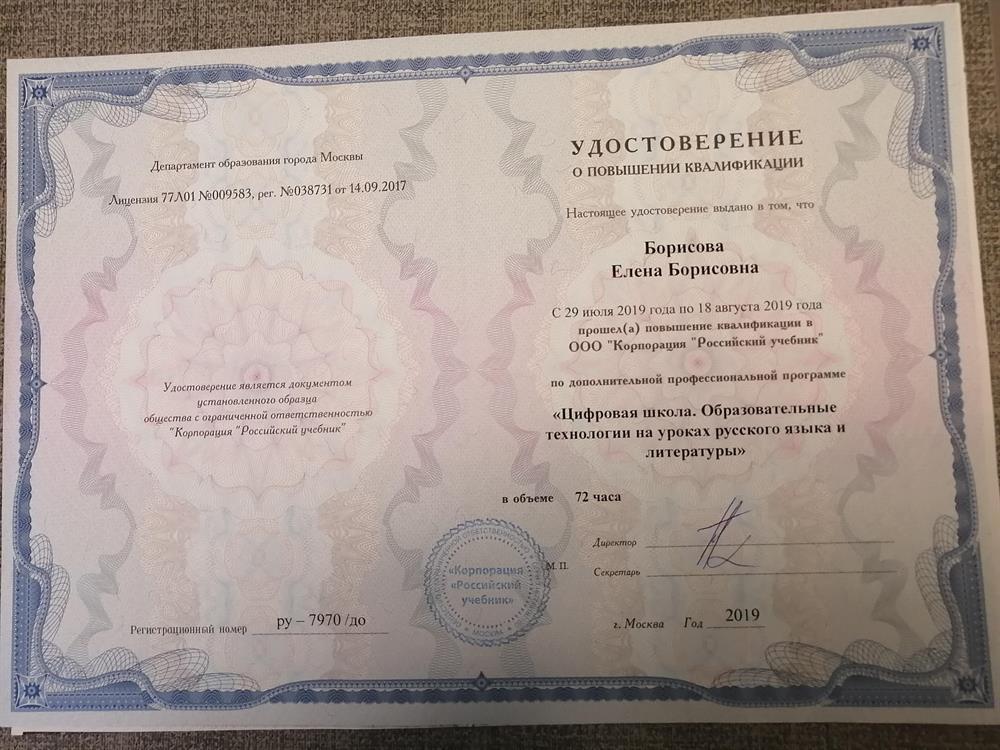 Департамент образования города Москвы
Лицензия 77Л01 №009583, рег. №038731 от 14.09.2017
Удостоверение является документом
установленного образца
общества с ограниченной ответственностью
"Корпорация "Российский учебник"
Регистрационный номер ру – 7970 /до
УДОСТОВЕРЕНИЕ
О ПОВЫШЕНИИ КВАЛИФИКАЦИИ
Настоящее удостоверение выдано в том, что
Борисова
Елена Борисовна
С 29 июля 2019 года по 18 августа 2019 года
прошел(а) повышение квалификации в
ООО "Корпорация "Российский учебник"
по дополнительной профессиональной программе
«Цифровая школа. Образовательные
технологии на уроках русского языка и
литературы»
в объеме 72 часа
Директор
М. П.
Секретарь
«Корпорация
«Российский
учебник»
МОСКВА
г. Москва Год 2019